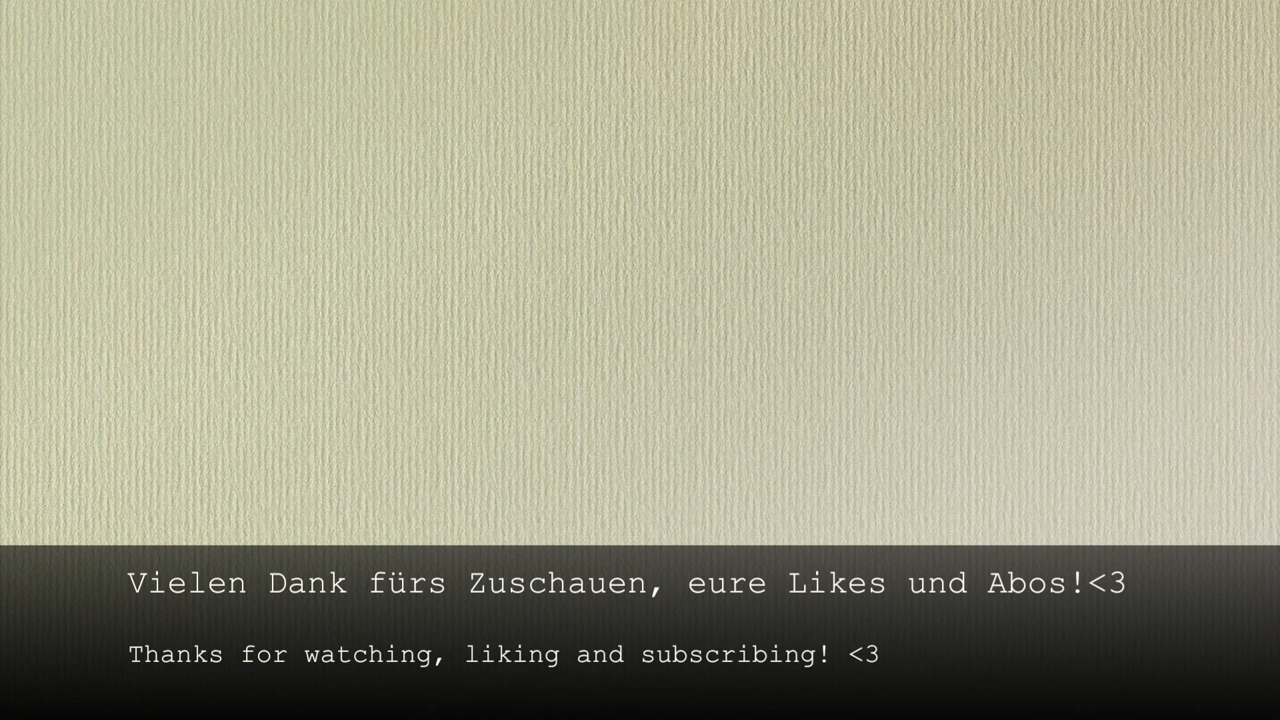 Vielen Dank fürs Zuschauen, eure Likes und Abos!<3
Thanks for watching, liking and subscribing! <3